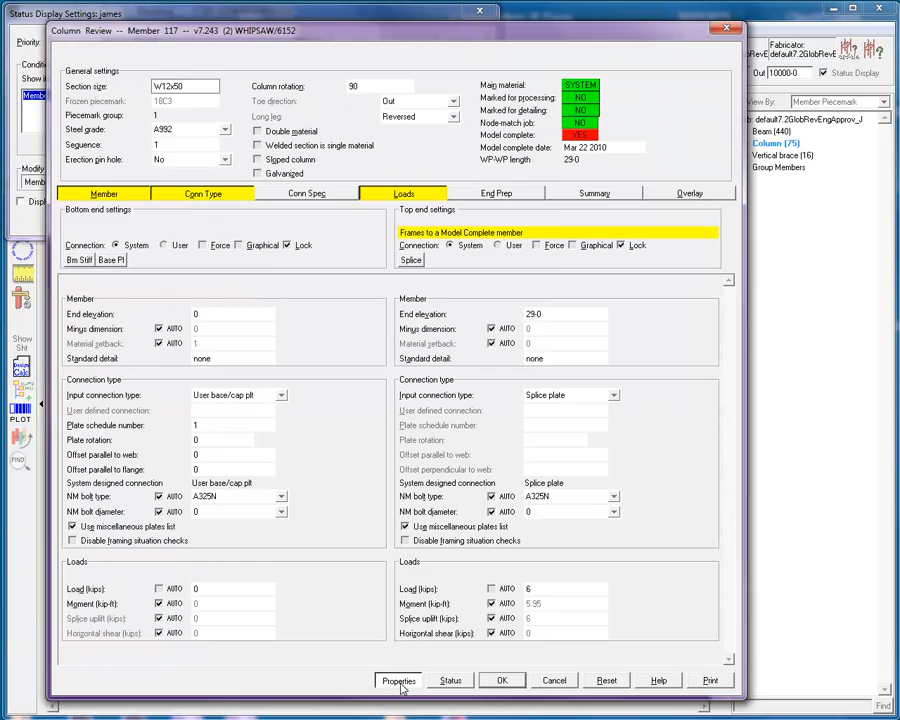 Status Display Settings: james
Column Review -- Member 117 -- v7.243 (2) WHIPSAW/6152
Priority:
Conditio
Show it
Membe
Modify
Memb
Displ
General settings
Section size: W12x50
Frozen piecemark: 18C3
Piecemark group: 1
Steel grade: A992
Sequence: 1
Erection pin hole: No
Column rotation: 90
Toe direction: Out
Long leg: Reversed
Double material
Welded section is single material
Sloped column
Galvanized
Main material: SYSTEM
Marked for processing: NO
Marked for detailing: NO
Node-match job: NO
Model complete: YES
Model complete date: Mar 22 2010
WP-WP length 29-0
Member Conn Type Conn Spec Loads End Prep Summary Overlay
Bottom end settings
Connection: System User Force Graphical Lock
Bm Stiff Base Pl
Top end settings
Frames to a Model Complete member
Connection: System User Force Graphical Lock
Splice
Member
End elevation: 0
Minus dimension: AUTO 0
Material setback: AUTO 1
Standard detail: none
Connection type
Input connection type: User base/cap plt
User defined connection:
Plate schedule number: 1
Plate rotation: 0
Offset parallel to web: 0
Offset parallel to flange: 0
System designed connection: User base/cap plt
NM bolt type: AUTO A325N
NM bolt diameter: AUTO 0
Use miscellaneous plates list
Disable framing situation checks
Loads
Load (kips): AUTO 0
Moment (kip-ft): AUTO 0
Splice uplift (kips): AUTO 0
Horizontal shear (kips): AUTO 0
Member
End elevation: 29-0
Minus dimension: AUTO 0
Material setback: AUTO 0
Standard detail: none
Connection type
Input connection type: Splice plate
User defined connection:
Plate schedule number:
Plate rotation:
Offset parallel to web:
Offset perpendicular to web:
System designed connection: Splice plate
NM bolt type: AUTO A325N
NM bolt diameter: AUTO 0
Use miscellaneous plates list
Disable framing situation checks
Loads
Load (kips): AUTO 6
Moment (kip-ft): AUTO 5.95
Splice uplift (kips): AUTO 6
Horizontal shear (kips): AUTO 0
Properties Status OK Cancel Reset Help Print
Show
Sht
Design
Calc
PLOT
FIND
Fabricator:
RevE default7.2GlobRevE
Out 10000-0 Status Display
View By: Member Piecemark
b: default7.2GlobRevEngApprov_J
Beam (440)
Column (75)
Vertical brace (16)
Group Members
Find